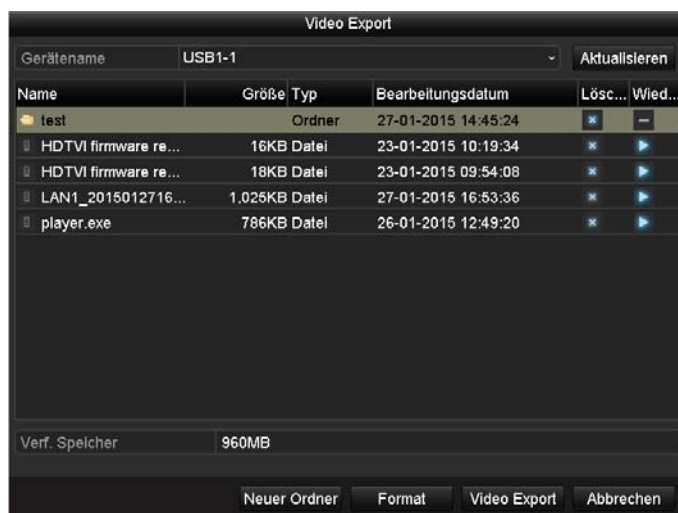 Video Export
Gerätename USB1-1 Aktualisieren
Name Größe Typ Bearbeitungsdatum Lösc... Wied...
test Ordner 27-01-2015 14:45:24
HDTVI firmware re... 16KB Datei 23-01-2015 10:19:34
HDTVI firmware re... 18KB Datei 23-01-2015 09:54:08
LAN1_2015012716... 1,025KB Datei 27-01-2015 16:53:36
player.exe 786KB Datei 26-01-2015 12:49:20
Verf. Speicher 960MB
Neuer Ordner Format Video Export Abbrechen